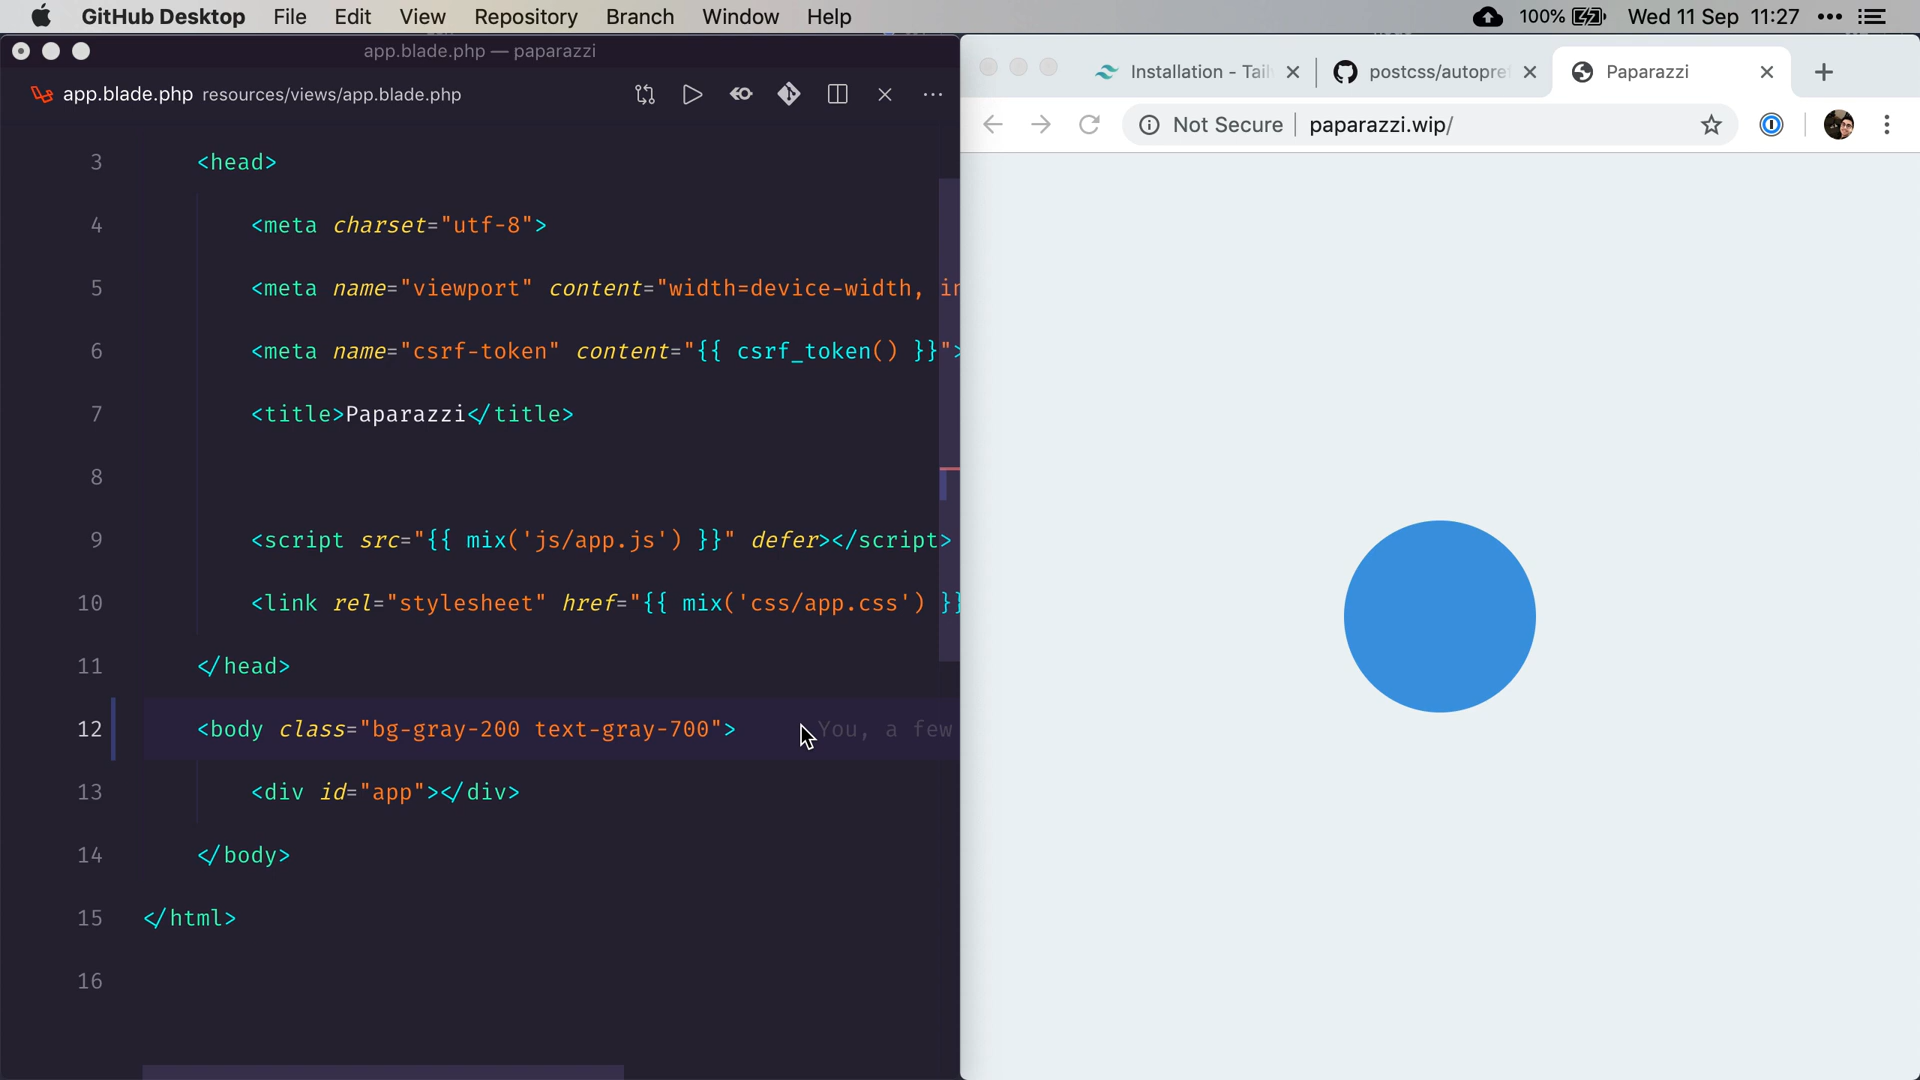 GitHub Desktop File Edit View Repository Branch Window Help 100% Wed 11 Sep 11:27
app.blade.php — paparazzi
app.blade.php resources/views/app.blade.php
3 <head>
4 <meta charset="utf-8">
5 <meta name="viewport" content="width=device-width, in
6 <meta name="csrf-token" content="{{ csrf_token() }}">
7 <title>Paparazzi</title>
8
9 <script src="{{ mix('js/app.js') }}" defer></script>
10 <link rel="stylesheet" href="{{ mix('css/app.css') }}
11 </head>
12 <body class="bg-gray-200 text-gray-700"> You, a few
13 <div id="app"></div>
14 </body>
15 </html>
16
Installation - Tail postcss/autopref Paparazzi
Not Secure paparazzi.wip/